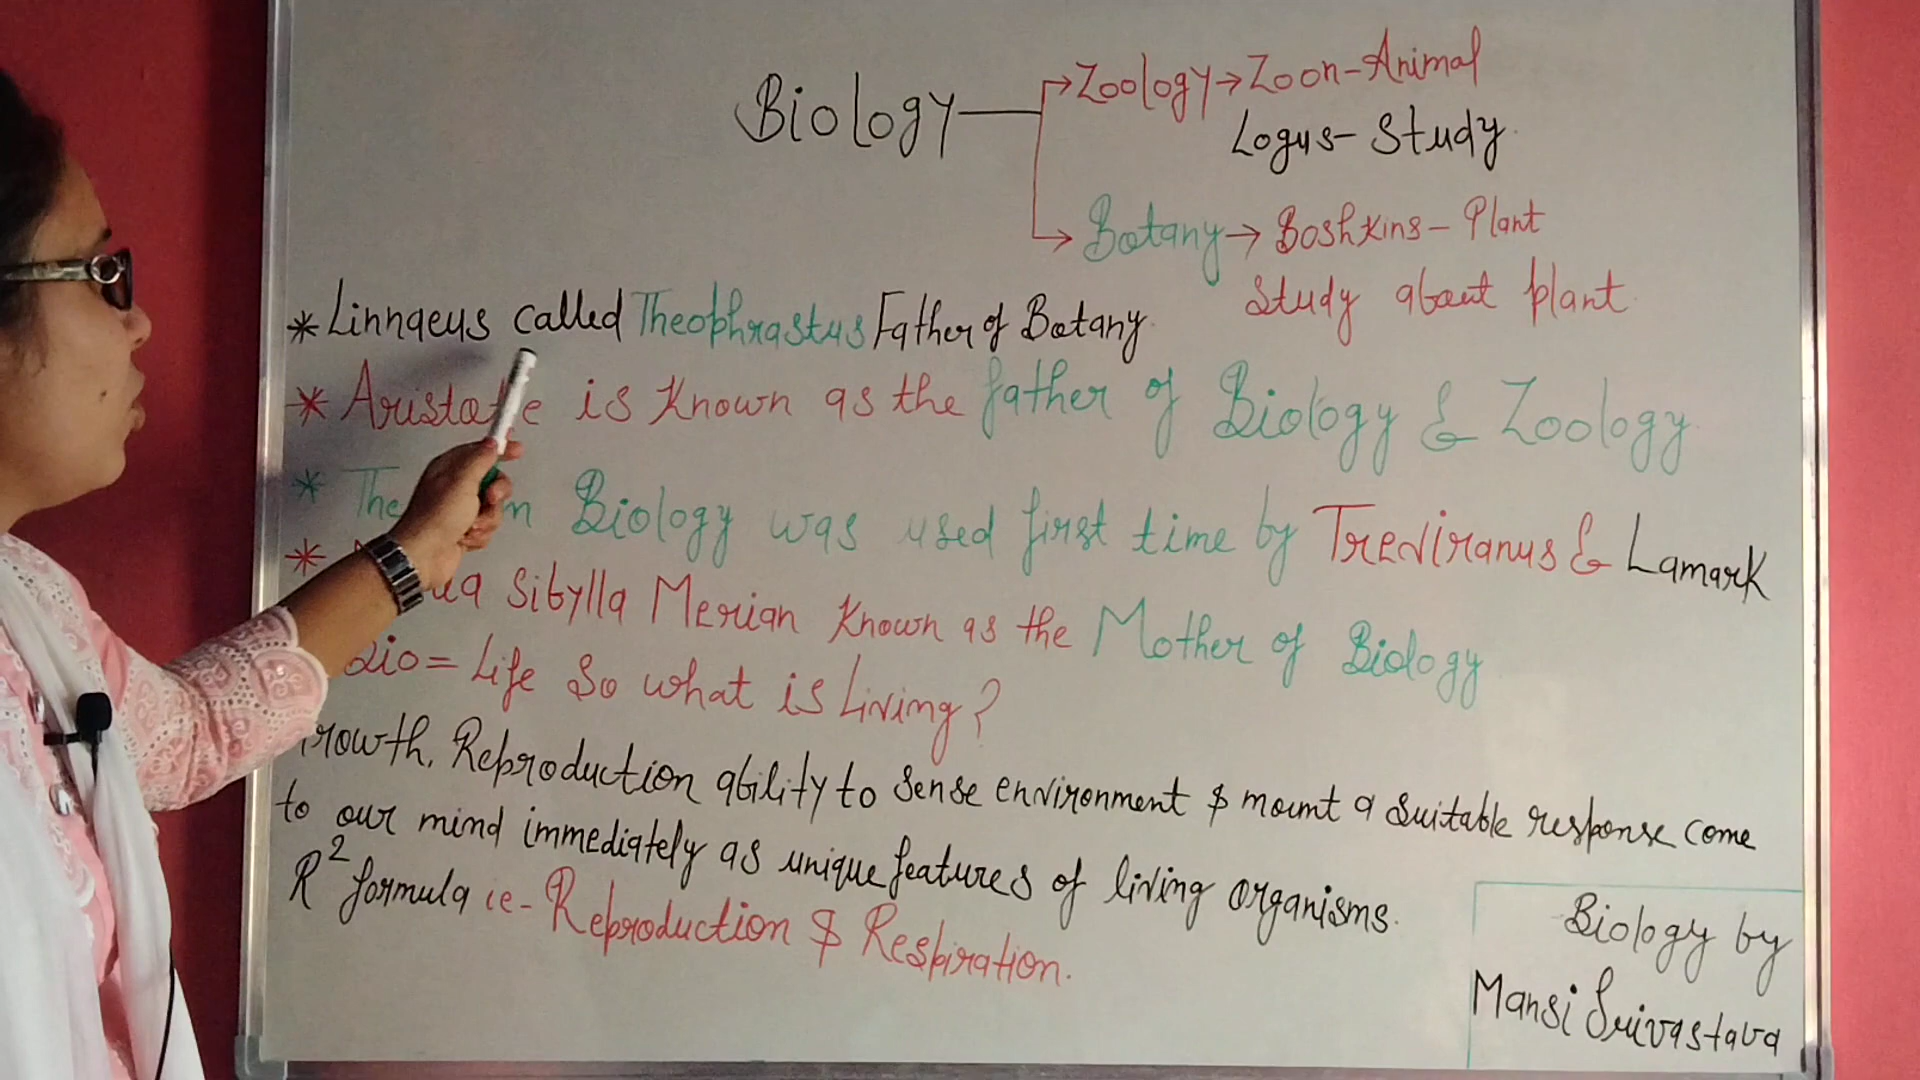 Biology → Zoology → Zoon-Animal
Logus- Study
Botany → Boshkins - Plant
Study about plant
* Linnaeus called Theophrastus Father of Botany.
* Aristotle is Known as the father of Biology & Zoology
* The Biology was used first time by Treviranus & Lamark
* Sibylla Merian Known as the Mother of Biology
Bio = Life So what is Living?
Growth, Reproduction ability to sense environment & mount a suitable response come
to our mind immediately as unique features of living organisms.
R² formula ie- Reproduction & Respiration.
Biology by
Mansi Srivastava